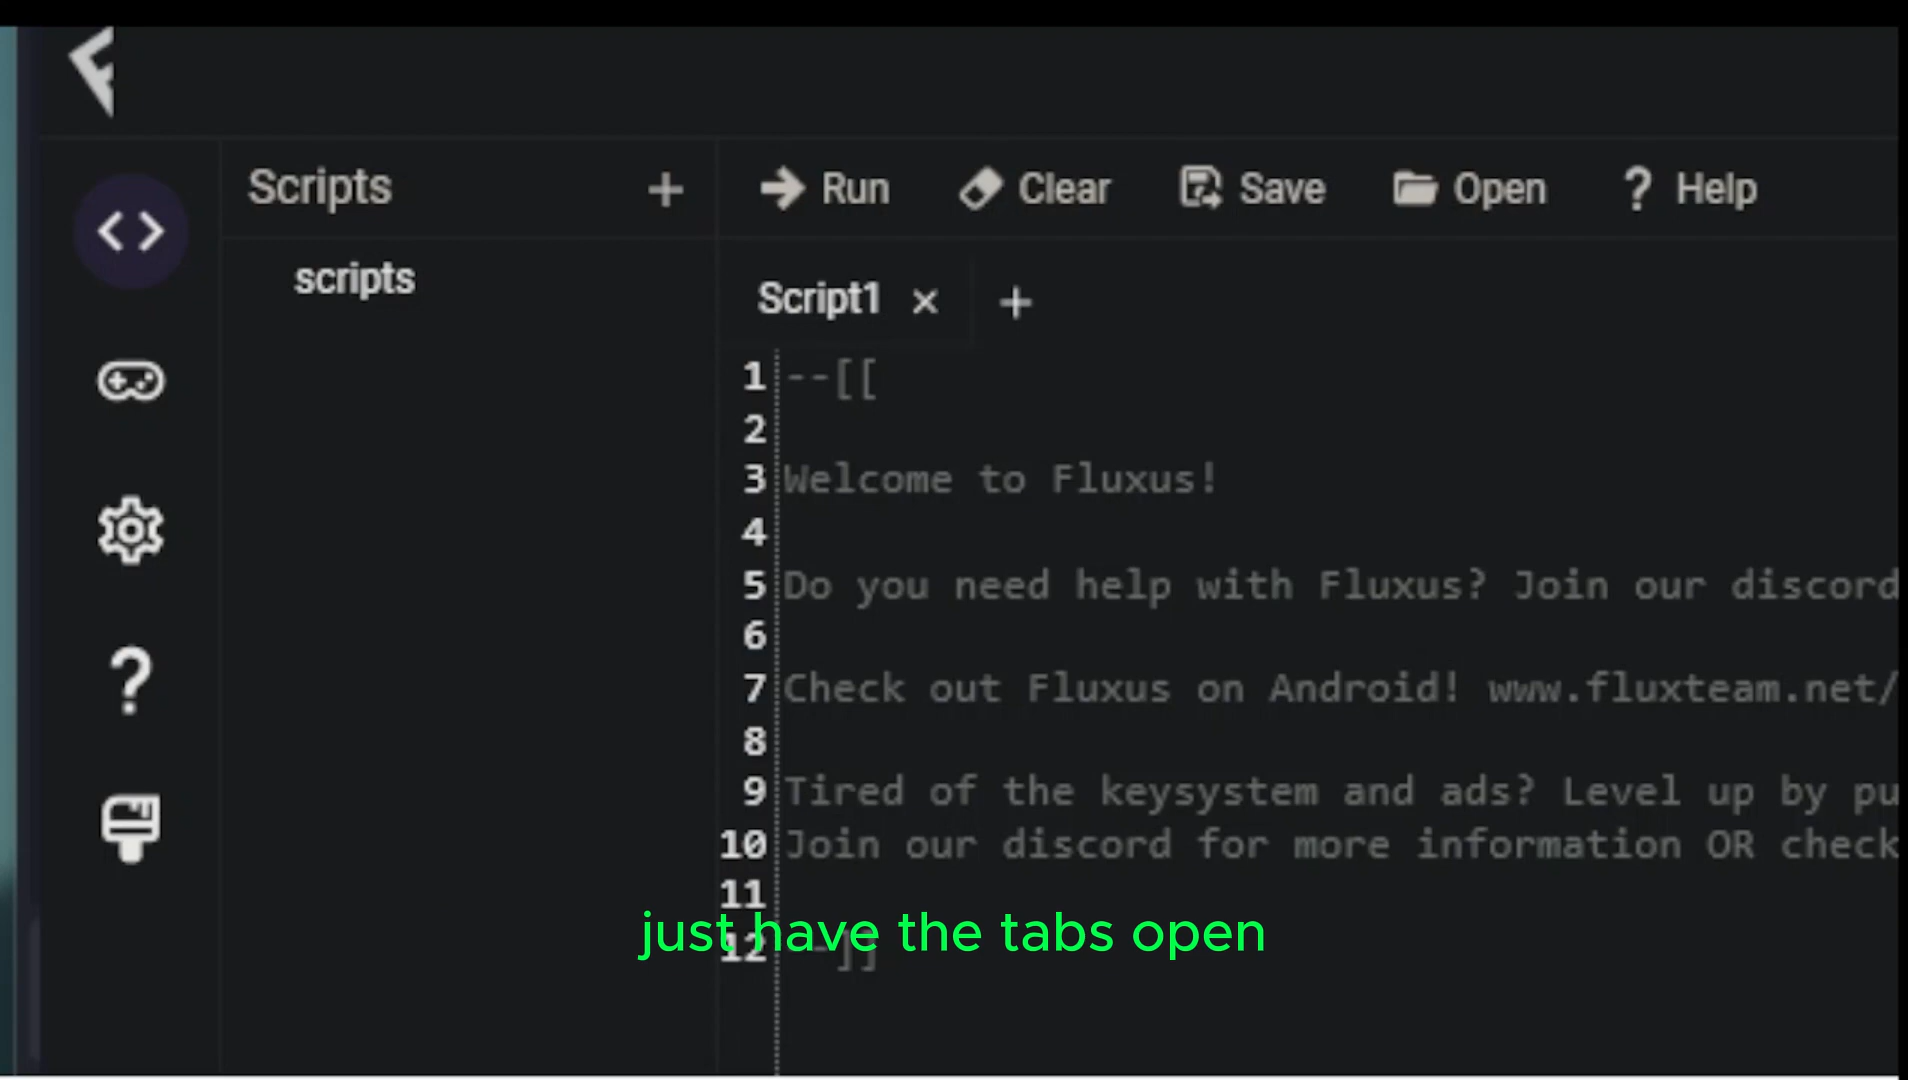 Scripts +
Run Clear Save Open ? Help
scripts
Script1 × +
1 --[[
2
3 Welcome to Fluxus!
4
5 Do you need help with Fluxus? Join our discord
6
7 Check out Fluxus on Android! www.fluxteam.net/
8
9 Tired of the keysystem and ads? Level up by pu
10 Join our discord for more information OR check
11
12 --]]
just have the tabs open